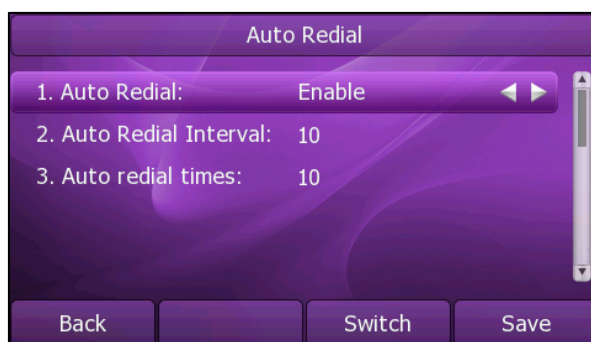 Auto Redial
1. Auto Redial: Enable
2. Auto Redial Interval: 10
3. Auto redial times: 10
Back Switch Save